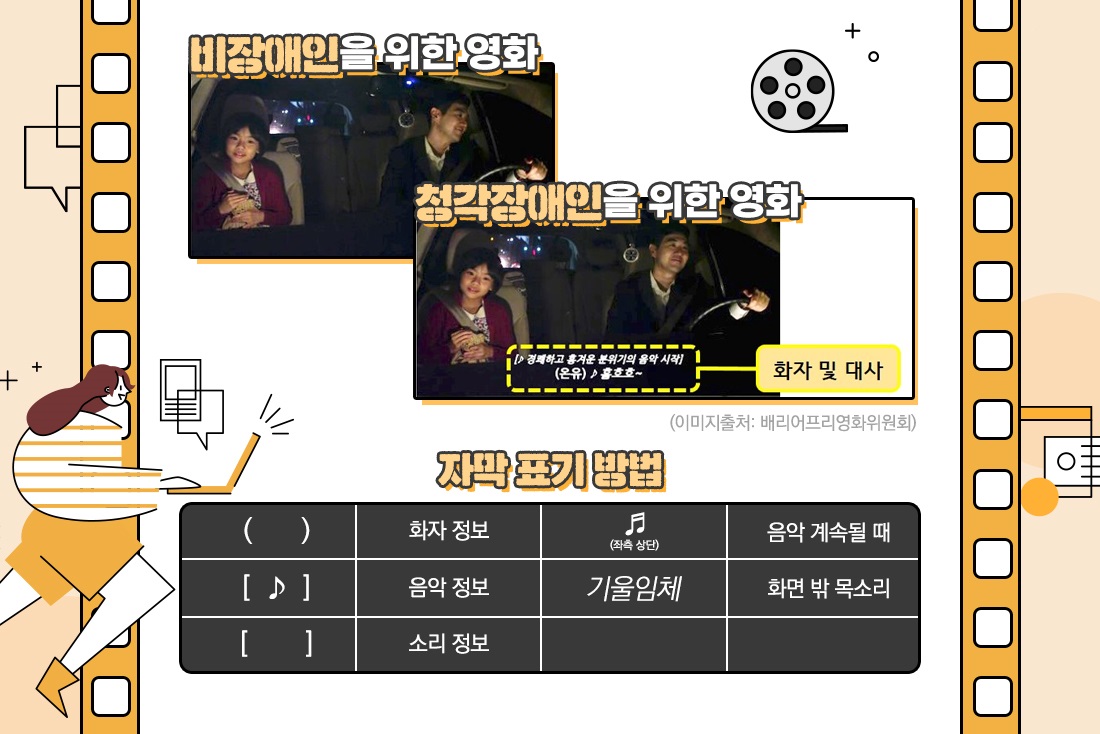 비장애인을 위한 영화
청각장애인을 위한 영화
[♪ 경쾌하고 흥겨운 분위기의 음악 시작]
(온유) ♪ 흠흐흐~
화자 및 대사
(이미지출처: 배리어프리영화위원회)
자막 표기 방법
( ) 화자 정보 ♬ 음악 계속될 때
(좌측 상단)
[ ♪ ] 음악 정보 기울임체 화면 밖 목소리
[ ] 소리 정보